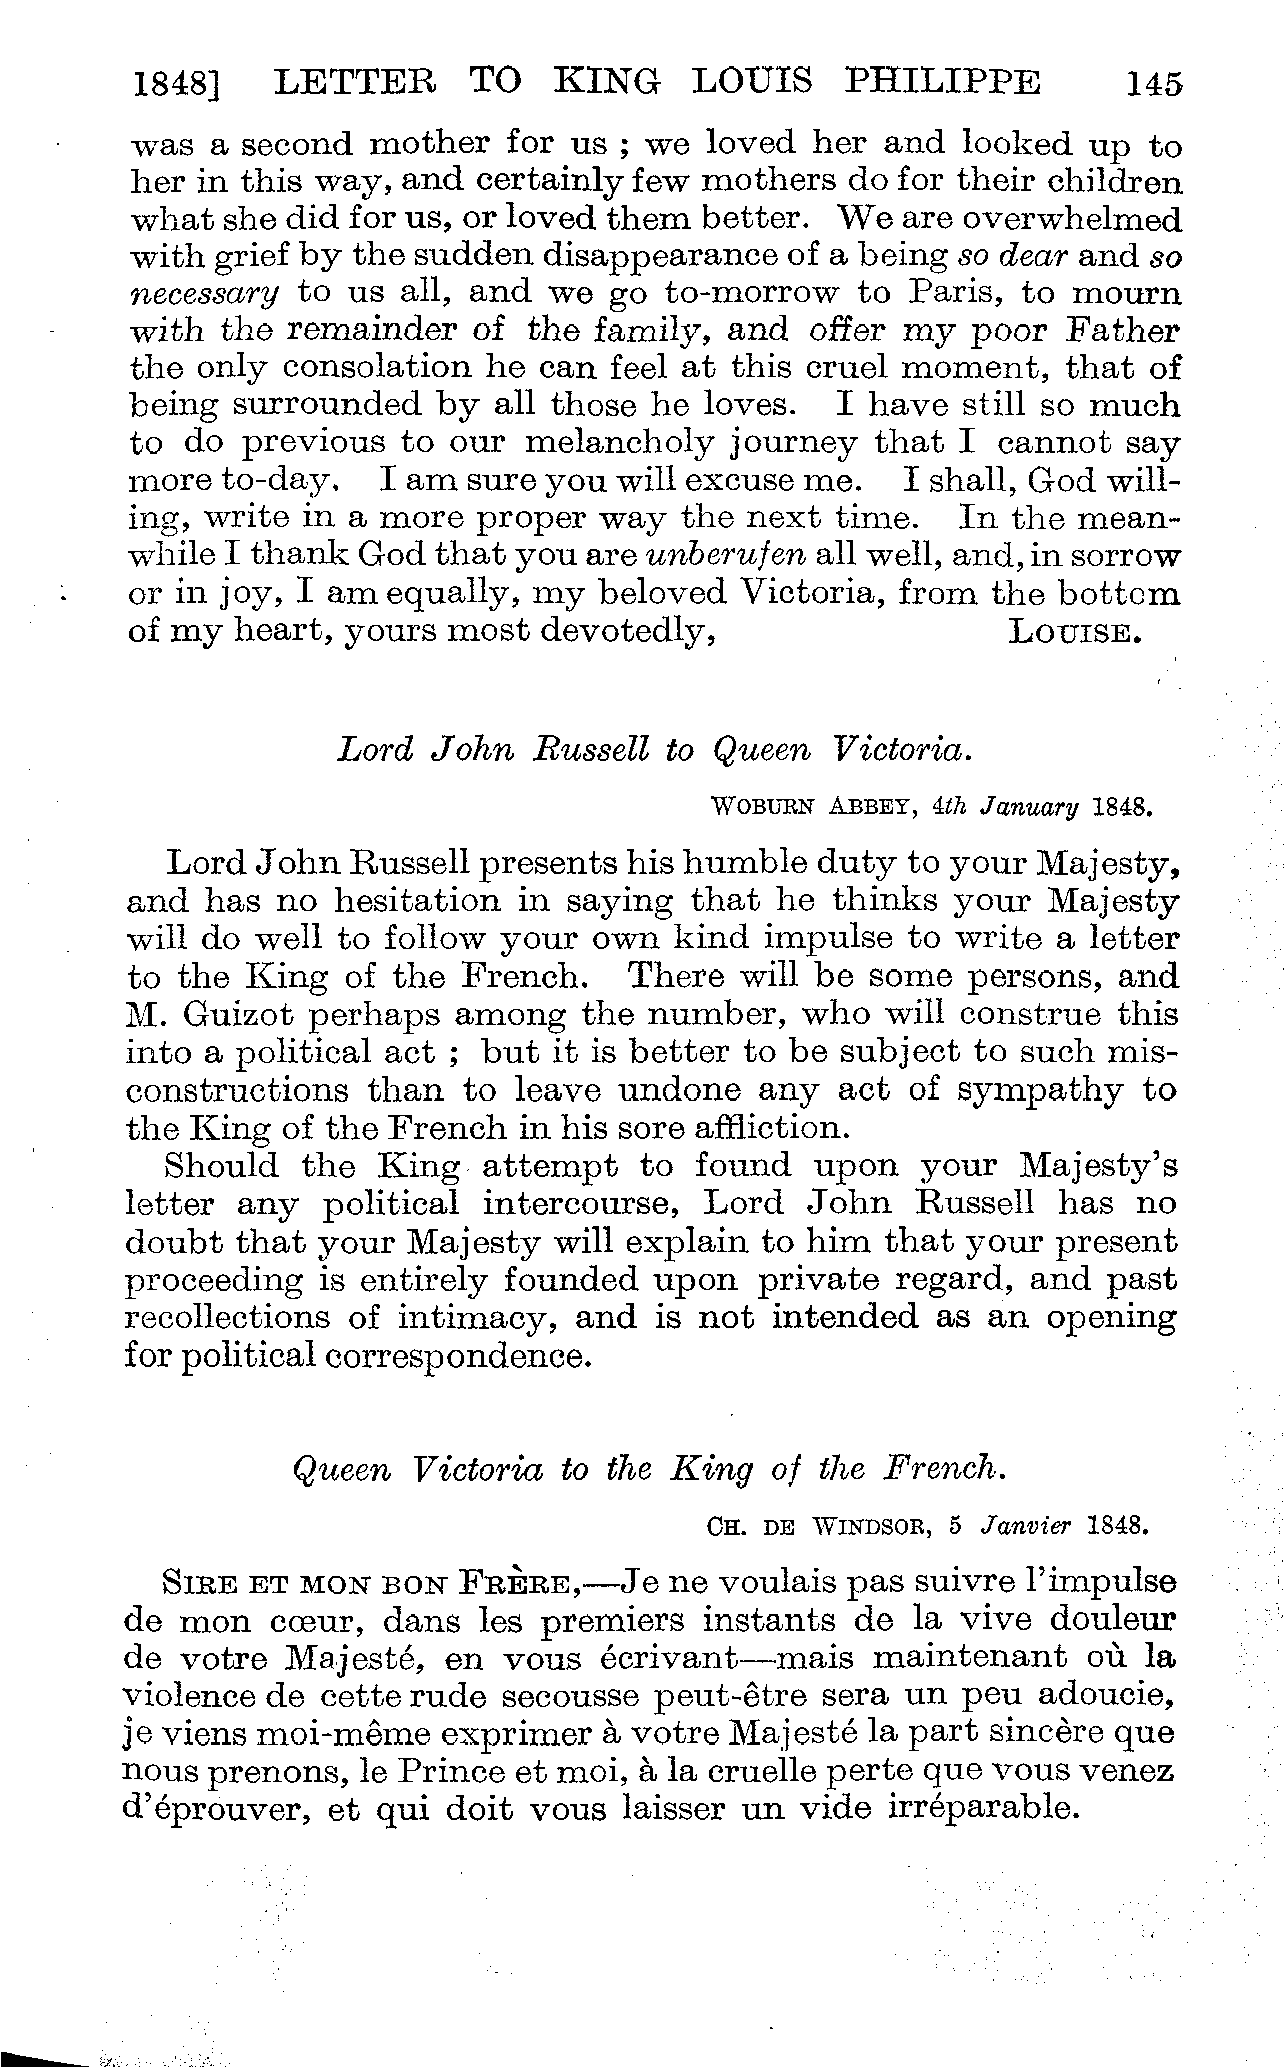 1848] LETTER TO KING LOUIS PHILIPPE 145
was a second mother for us ; we loved her and looked up to
her in this way, and certainly few mothers do for their children
what she did for us, or loved them better. We are overwhelmed
with grief by the sudden disappearance of a being so dear and so
necessary to us all, and we go to-morrow to Paris, to mourn
with the remainder of the family, and offer my poor Father
the only consolation he can feel at this cruel moment, that of
being surrounded by all those he loves. I have still so much
to do previous to our melancholy journey that I cannot say
more to-day. I am sure you will excuse me. I shall, God will-
ing, write in a more proper way the next time. In the mean-
while I thank God that you are unberufen all well, and, in sorrow
or in joy, I am equally, my beloved Victoria, from the bottom
of my heart, yours most devotedly, LOUISE.
Lord John Russell to Queen Victoria.
WOBURN ABBEY, 4th January 1848.
Lord John Russell presents his humble duty to your Majesty,
and has no hesitation in saying that he thinks your Majesty
will do well to follow your own kind impulse to write a letter
to the King of the French. There will be some persons, and
M. Guizot perhaps among the number, who will construe this
into a political act ; but it is better to be subject to such mis-
constructions than to leave undone any act of sympathy to
the King of the French in his sore affliction.
Should the King attempt to found upon your Majesty's
letter any political intercourse, Lord John Russell has no
doubt that your Majesty will explain to him that your present
proceeding is entirely founded upon private regard, and past
recollections of intimacy, and is not intended as an opening
for political correspondence.
Queen Victoria to the King of the French.
CH. DE WINDSOR, 5 Janvier 1848.
SIRE ET MON BON FRÈRE,—Je ne voulais pas suivre l'impulse
de mon cœur, dans les premiers instants de la vive douleur
de votre Majesté, en vous écrivant—mais maintenant où la
violence de cette rude secousse peut-être sera un peu adoucie,
je viens moi-même exprimer à votre Majesté la part sincère que
nous prenons, le Prince et moi, à la cruelle perte que vous venez
d'éprouver, et qui doit vous laisser un vide irréparable.